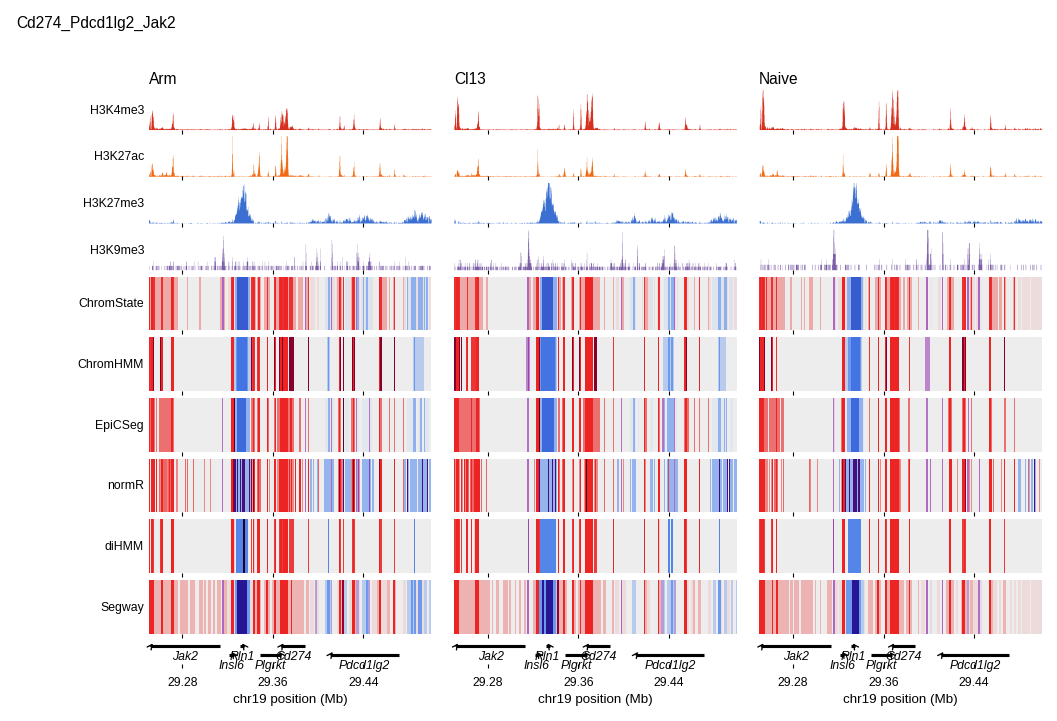 Cd274_Pdcd1lg2_Jak2
Arm Cl13 Naive
H3K4me3
H3K27ac
H3K27me3
H3K9me3
ChromState
ChromHMM
EpiCSeg
normR
diHMM
Segway
Jak2 Rln1 Cd274 Jak2 Rln1 Cd274 Jak2 Rln1 Cd274
Insl6 Plgrkt Pdcd1lg2 Insl6 Plgrkt Pdcd1lg2 Insl6 Plgrkt Pdcd1lg2
29.28 29.36 29.44 29.28 29.36 29.44 29.28 29.36 29.44
chr19 position (Mb) chr19 position (Mb) chr19 position (Mb)